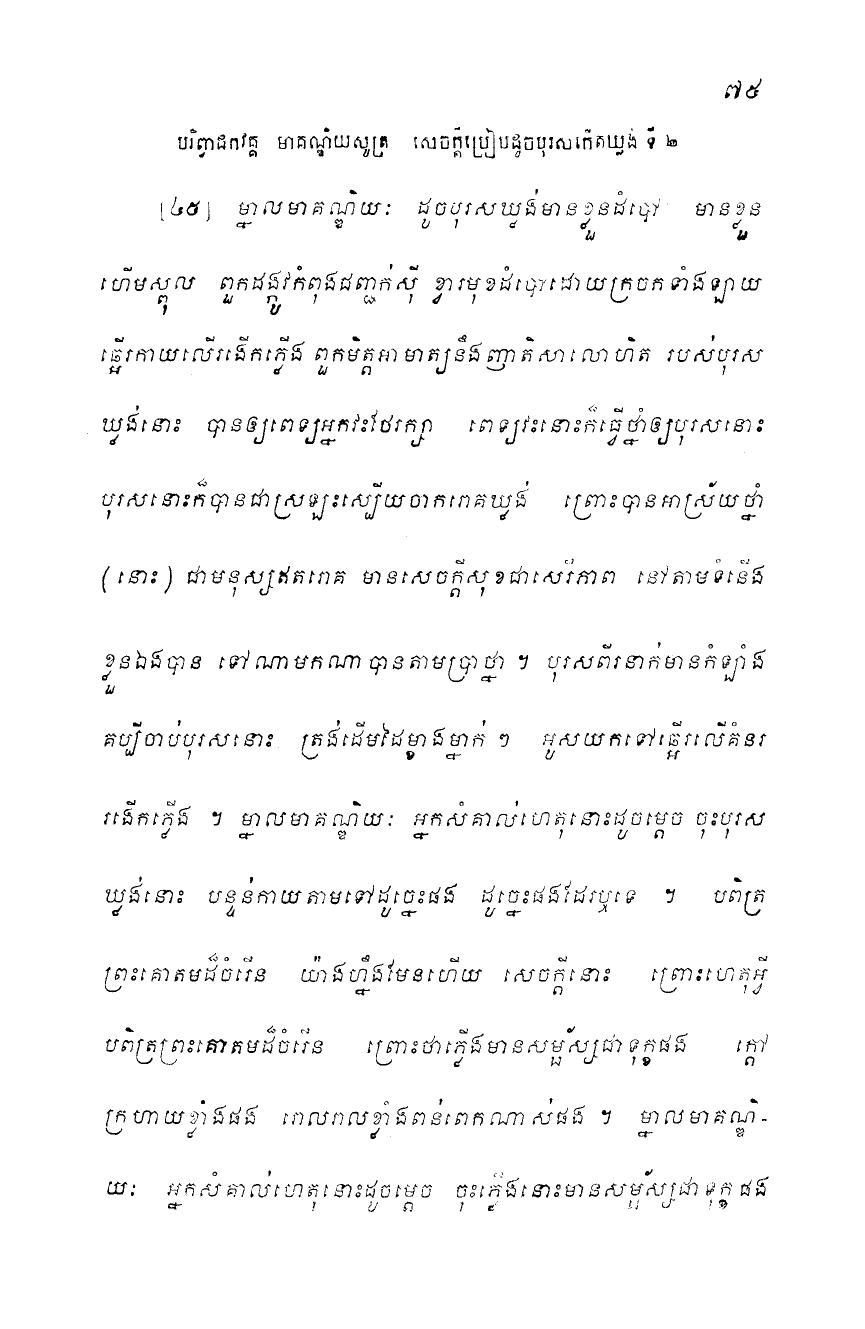 ៧៥
បរិព្វាជកវគ្គ មាគណ្ឌិយសូត្រ សេចក្តីប្រៀបដូចបុរសកើតឃ្លង់ ទី ២
[៤៥] ម្នាលមាគណ្ឌិយៈ ដូចបុរសឃ្លង់មានខ្លួនដំបៅ មានខ្លួន
ហើមស្ពុល ពួកដង្កូវកំពុងជញ្ជក់ស៊ី ខ្វារមុខដំបៅដោយក្រចកទាំងឡាយ
ឆ្អើរកាយលើរងើកភ្លើង ពួកមិត្តអាមាត្យនឹងញាតិសាលោហិត របស់បុរស
ឃ្លង់នោះ បានឲ្យពេទ្យអ្នកវះថែរក្សា ពេទ្យវះនោះក៏ធ្វើថ្នាំឲ្យបុរសនោះ
បុរសនោះក៏បានជាស្រឡះស្បើយចាករោគឃ្លង់ ព្រោះបានអាស្រ័យថ្នាំ
(នោះ) ជាមនុស្សឥតរោគ មានសេចក្តីសុខជាសេរីភាព នៅតាមទំនើង
ខ្លួនឯងបាន ទៅណាមកណាបានតាមប្រាថ្នា ។ បុរសពីរនាក់មានកំឡាំង
គប្បីចាប់បុរសនោះ ត្រង់ដើមដៃម្ខាងម្នាក់ ៗ អូសយកទៅឆ្អើរលើគំនរ
រងើកភ្លើង ។ ម្នាលមាគណ្ឌិយៈ អ្នកសំគាល់ហេតុនោះដូចម្តេច ចុះបុរស
ឃ្លង់នោះ បន្ទន់កាយតាមទៅដូច្នេះផង ដូច្នេះផងដែរឬទេ ។ បពិត្រ
ព្រះគោតមដ៏ចំរើន យ៉ាងហ្នឹងមែនហើយ សេចក្តីនោះ ព្រោះហេតុអ្វី
បពិត្រព្រះគោតមដ៏ចំរើន ព្រោះថាភ្លើងមានសម្ផ័ស្សជាទុក្ខផង ក្តៅ
ក្រហាយខ្លាំងផង រោលរាលខ្លាំងពន់ពេកណាស់ផង ។ ម្នាលមាគណ្ឌិ-
យៈ អ្នកសំគាល់ហេតុនោះដូចម្តេច ចុះភ្លើងនោះមានសម្ផ័ស្សជាទុក្ខផង